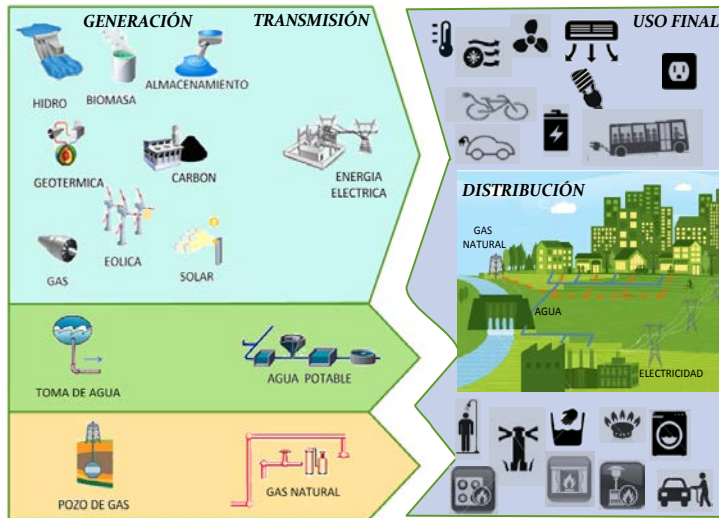 GENERACIÓN
TRANSMISIÓN
USO FINAL
HIDRO
BIOMASA
ALMACENAMIENTO
GEOTERMICA
CARBON
ENERGIA
ELECTRICA
GAS
EOLICA
SOLAR
DISTRIBUCIÓN
GAS
NATURAL
AGUA
ELECTRICIDAD
TOMA DE AGUA
AGUA POTABLE
POZO DE GAS
GAS NATURAL